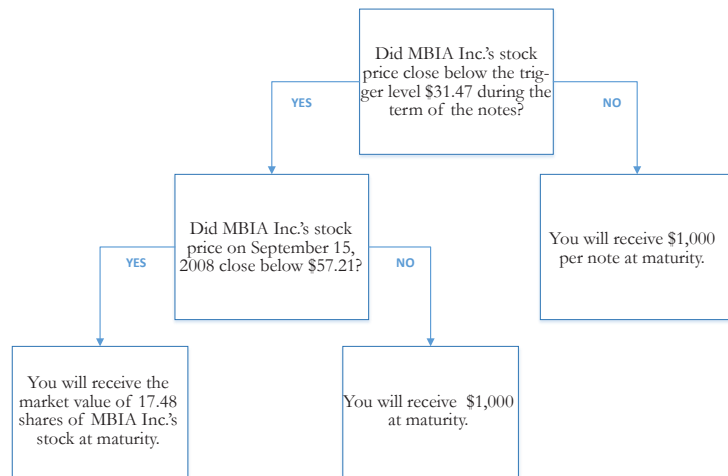 Did MBIA Inc.'s stock
price close below the trig-
ger level $31.47 during the
term of the notes?
YES
NO
Did MBIA Inc.'s stock
price on September 15,
2008 close below $57.21?
You will receive $1,000
per note at maturity.
YES
NO
You will receive the
market value of 17.48
shares of MBIA Inc.'s
stock at maturity.
You will receive $1,000
at maturity.